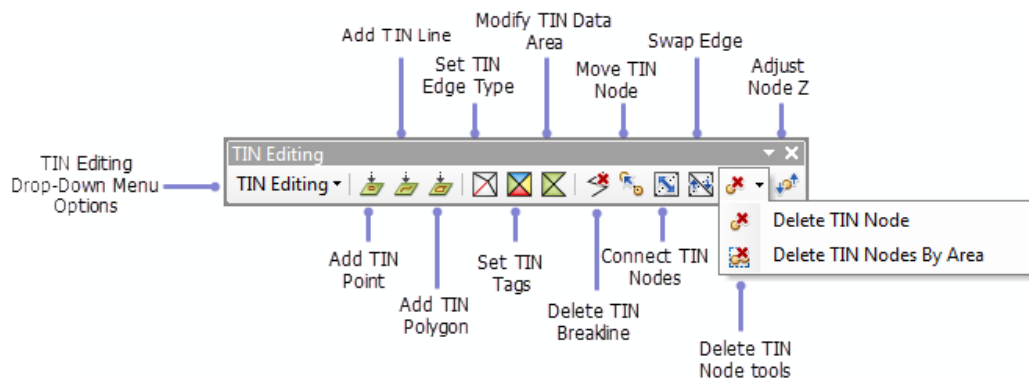 Add TIN Line
Set TIN
Edge Type
Modify TIN Data
Area
Move TIN
Node
Swap Edge
Adjust
Node Z
TIN Editing
Drop-Down Menu
Options
TIN Editing
TIN Editing
Delete TIN Node
Delete TIN Nodes By Area
Add TIN
Point
Add TIN
Polygon
Set TIN
Tags
Delete TIN
Breakline
Connect TIN
Nodes
Delete TIN
Node tools